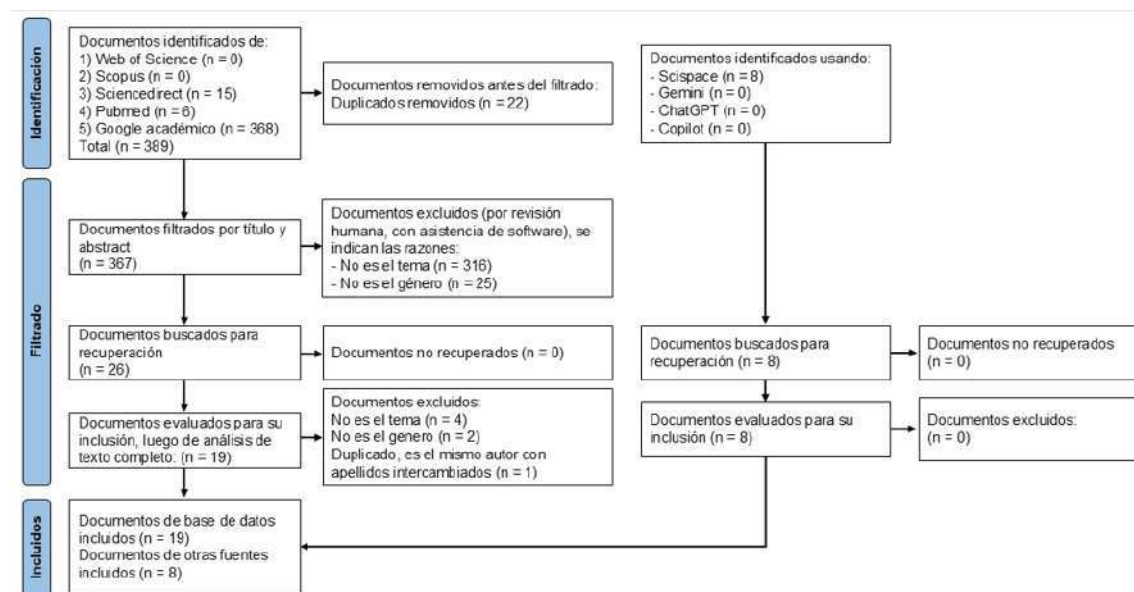 Identificación
Documentos identificados de:
1) Web of Science (n = 0)
2) Scopus (n = 0)
3) Sciencedirect (n = 15)
4) Pubmed (n = 6)
5) Google académico (n = 368)
Total (n = 389)
Documentos removidos antes del filtrado:
Duplicados removidos (n = 22)
Documentos identificados usando:
- Scispace (n = 8)
- Gemini (n = 0)
- ChatGPT (n = 0)
- Copilot (n = 0)
Filtrado
Documentos filtrados por título y
abstract
(n = 367)
Documentos excluidos (por revisión
humana, con asistencia de software), se
indican las razones:
- No es el tema (n = 316)
- No es el género (n = 25)
Documentos buscados para
recuperación
(n = 26)
Documentos no recuperados (n = 0)
Documentos buscados para
recuperación (n = 8)
Documentos no recuperados
(n = 0)
Documentos evaluados para su
inclusión, luego de análisis de
texto completo: (n = 19)
Documentos excluidos:
No es el tema (n = 4)
No es el genero (n = 2)
Duplicado, es el mismo autor con
apellidos intercambiados (n = 1)
Documentos evaluados para su
inclusión (n = 8)
Documentos excluidos:
(n = 0)
Incluidos
Documentos de base de datos
incluidos (n = 19)
Documentos de otras fuentes
incluidos (n = 8)